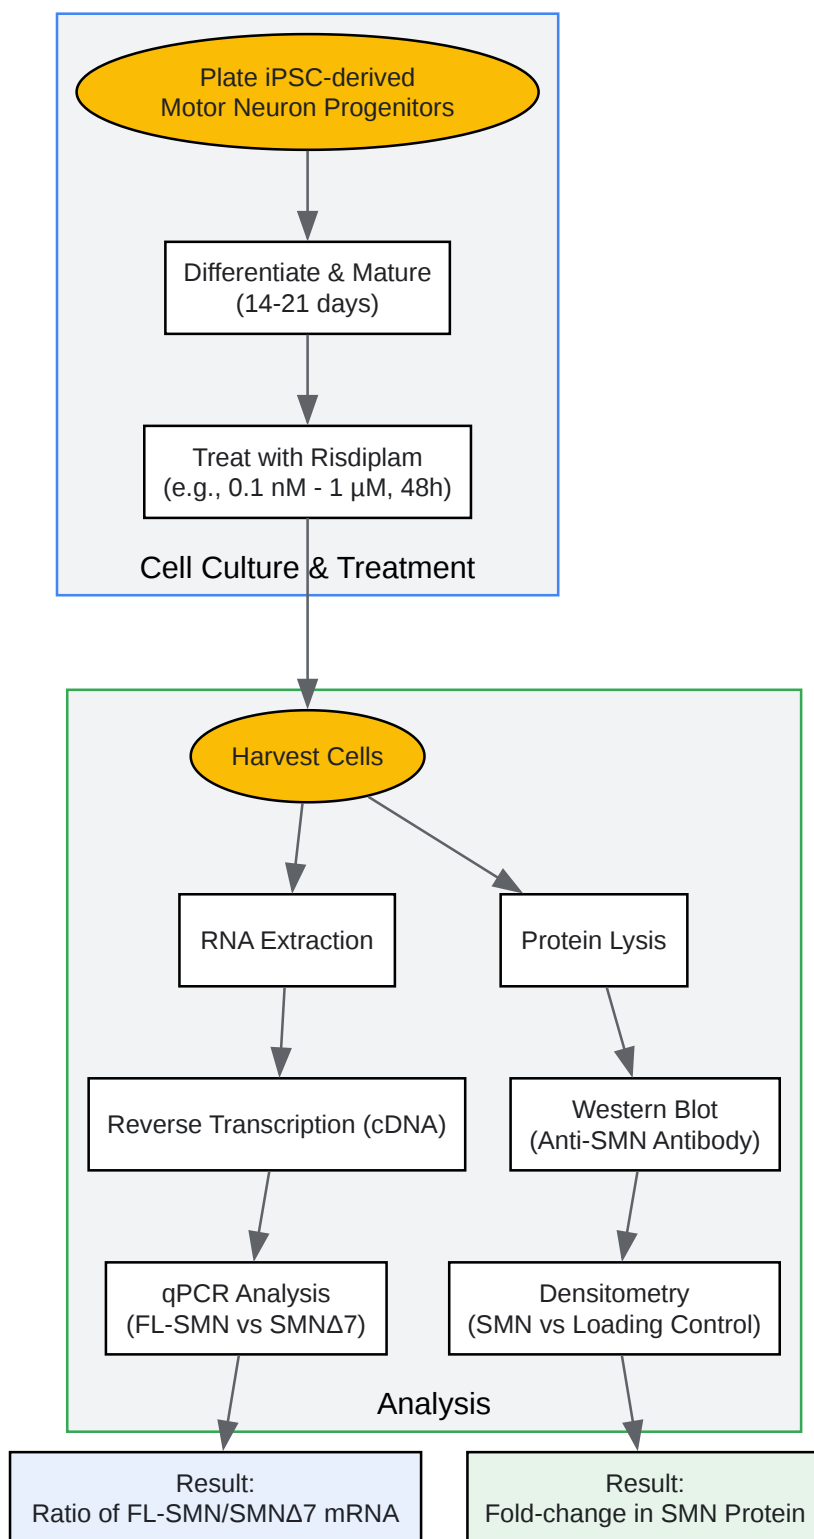 Plate iPSC-derived
Motor Neuron Progenitors
Differentiate & Mature
(14-21 days)
Treat with Risdiplam
(e.g., 0.1 nM - 1 µM, 48h)
Cell Culture & Treatment
Harvest Cells
RNA Extraction
Protein Lysis
Reverse Transcription (cDNA)
Western Blot
(Anti-SMN Antibody)
qPCR Analysis
(FL-SMN vs SMNΔ7)
Densitometry
(SMN vs Loading Control)
Analysis
Result:
Ratio of FL-SMN/SMNΔ7 mRNA
Result:
Fold-change in SMN Protein